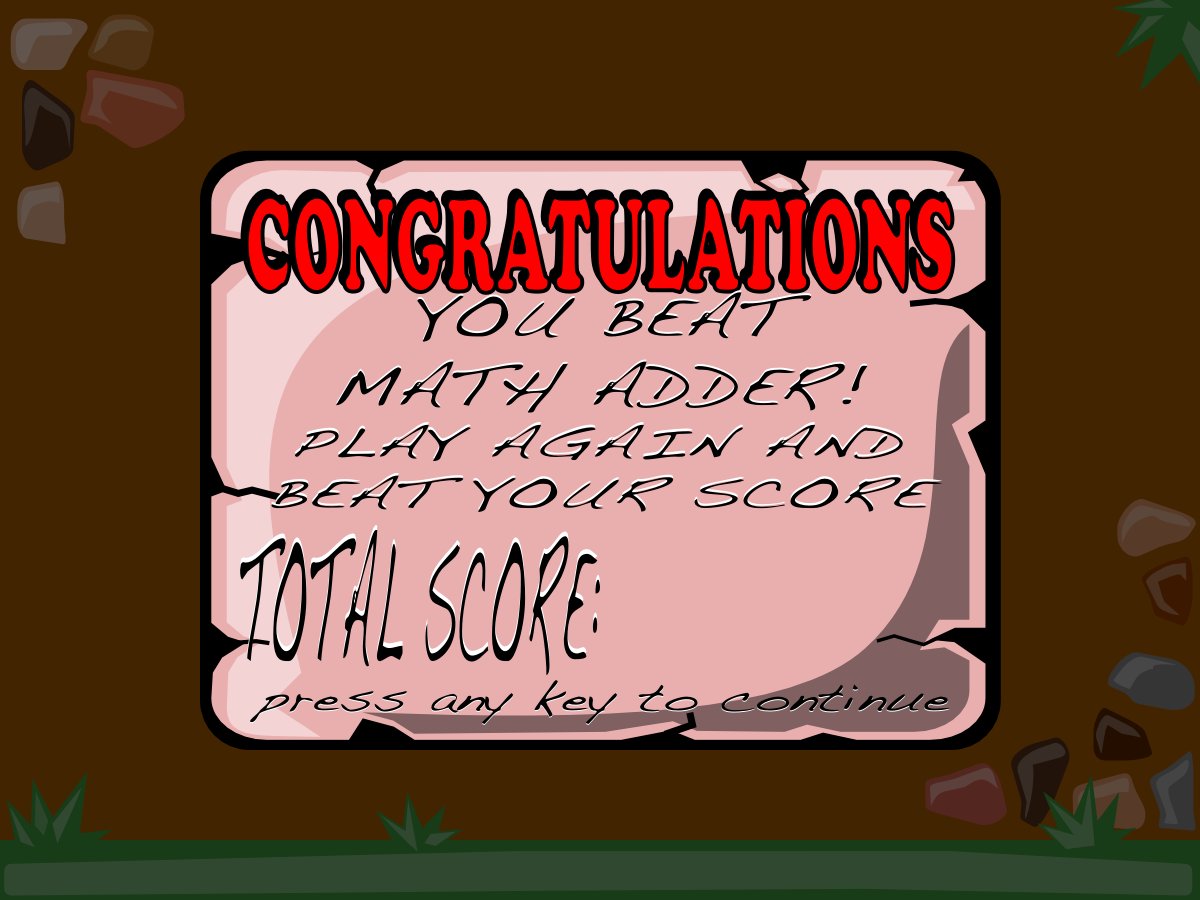 CONGRATULATIONS
YOU BEAT
MATH ADDER!
PLAY AGAIN AND
BEAT YOUR SCORE
TOTAL SCORE:
press any key to continue